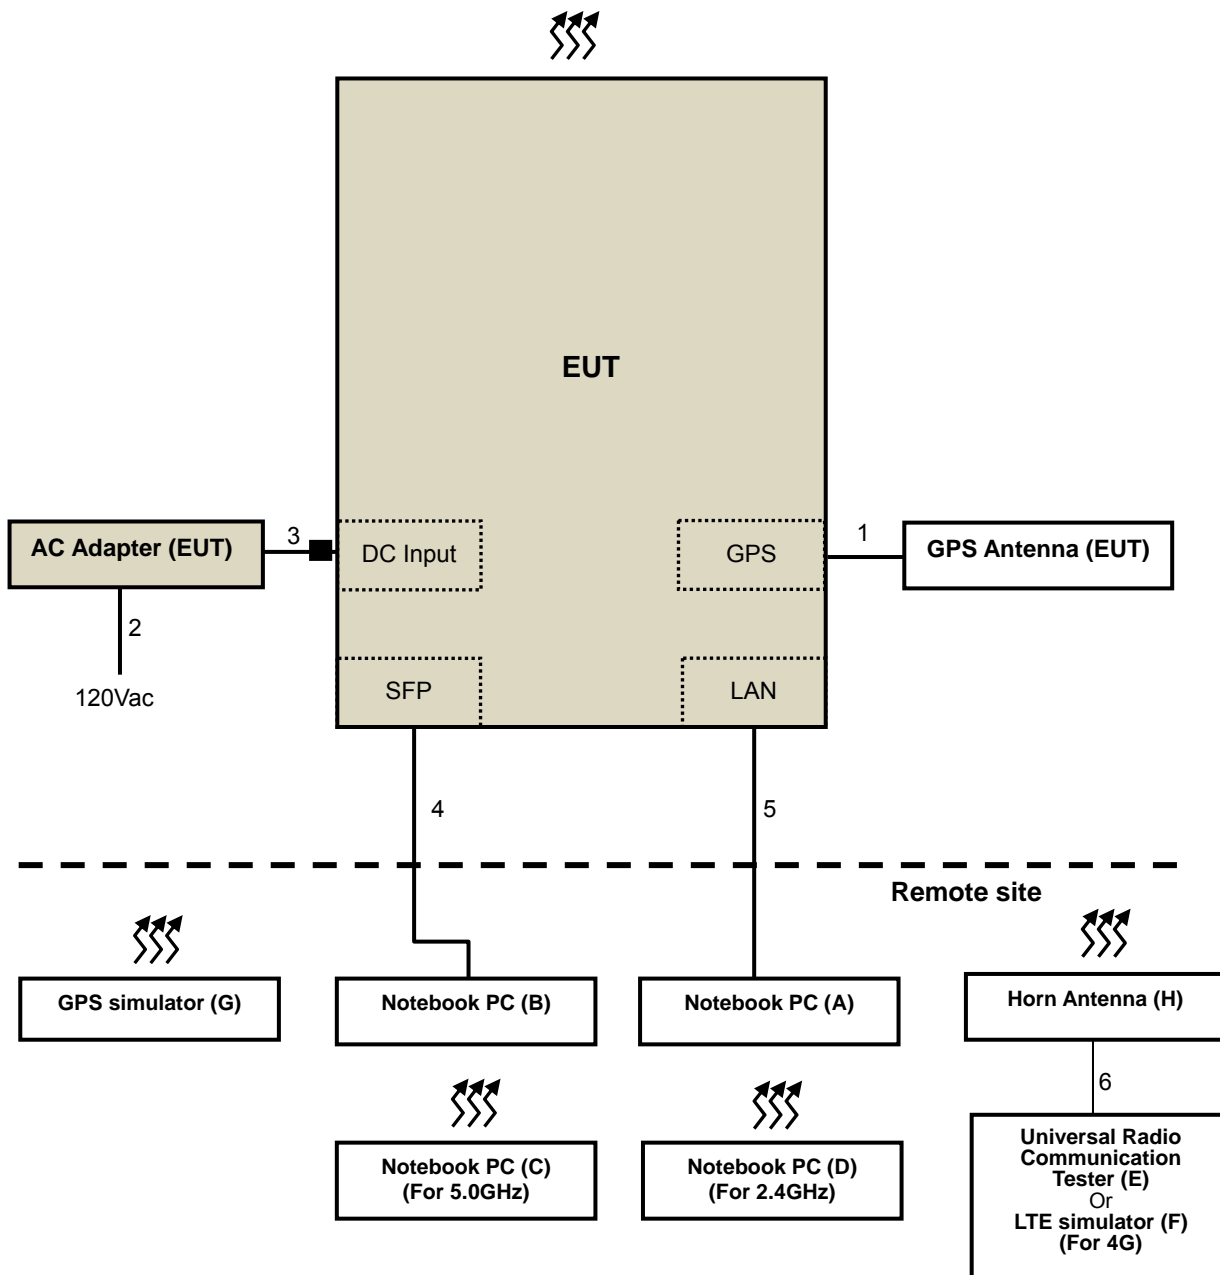 EUT
AC Adapter (EUT)
3
DC Input
GPS
1
GPS Antenna (EUT)
2
120Vac
SFP
LAN
4
5
Remote site
GPS simulator (G)
Notebook PC (B)
Notebook PC (A)
Horn Antenna (H)
6
Notebook PC (C)
(For 5.0GHz)
Notebook PC (D)
(For 2.4GHz)
Universal Radio
Communication
Tester (E)
Or
LTE simulator (F)
(For 4G)